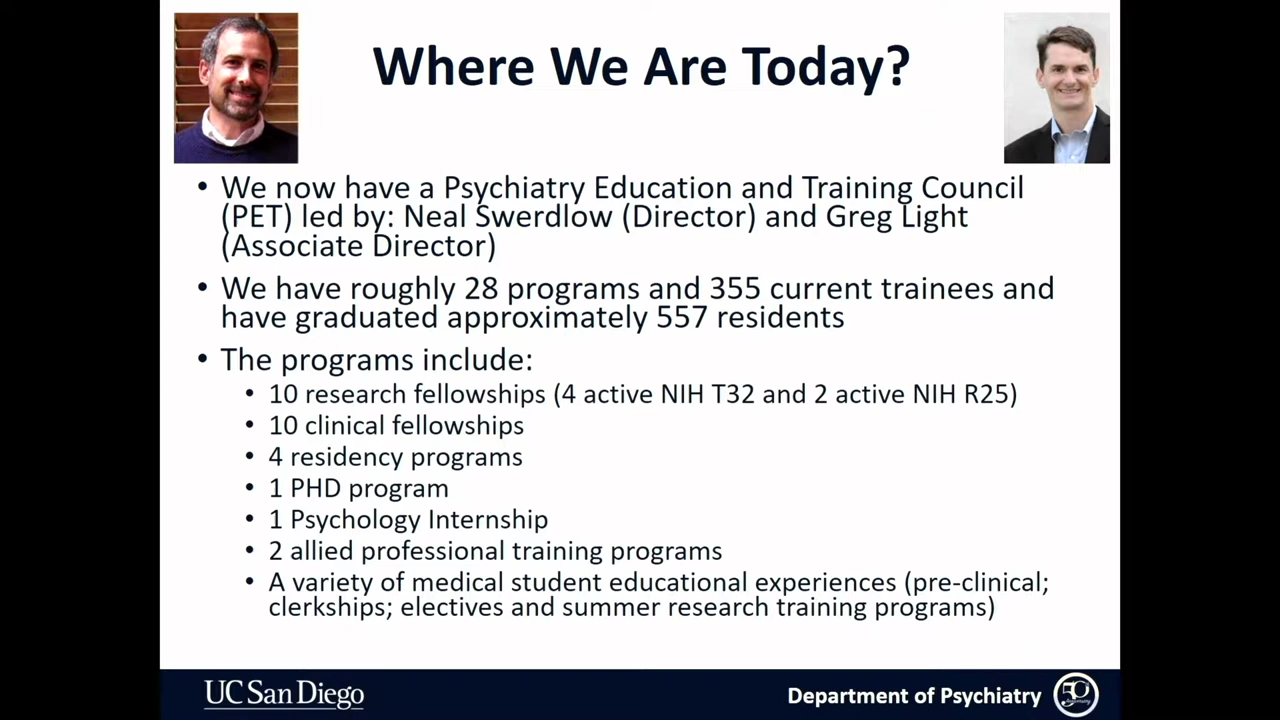 Where We Are Today?
• We now have a Psychiatry Education and Training Council
(PET) led by: Neal Swerdlow (Director) and Greg Light
(Associate Director)
• We have roughly 28 programs and 355 current trainees and
have graduated approximately 557 residents
• The programs include:
• 10 research fellowships (4 active NIH T32 and 2 active NIH R25)
• 10 clinical fellowships
• 4 residency programs
• 1 PHD program
• 1 Psychology Internship
• 2 allied professional training programs
• A variety of medical student educational experiences (pre-clinical;
clerkships; electives and summer research training programs)
UC San Diego
Department of Psychiatry
50